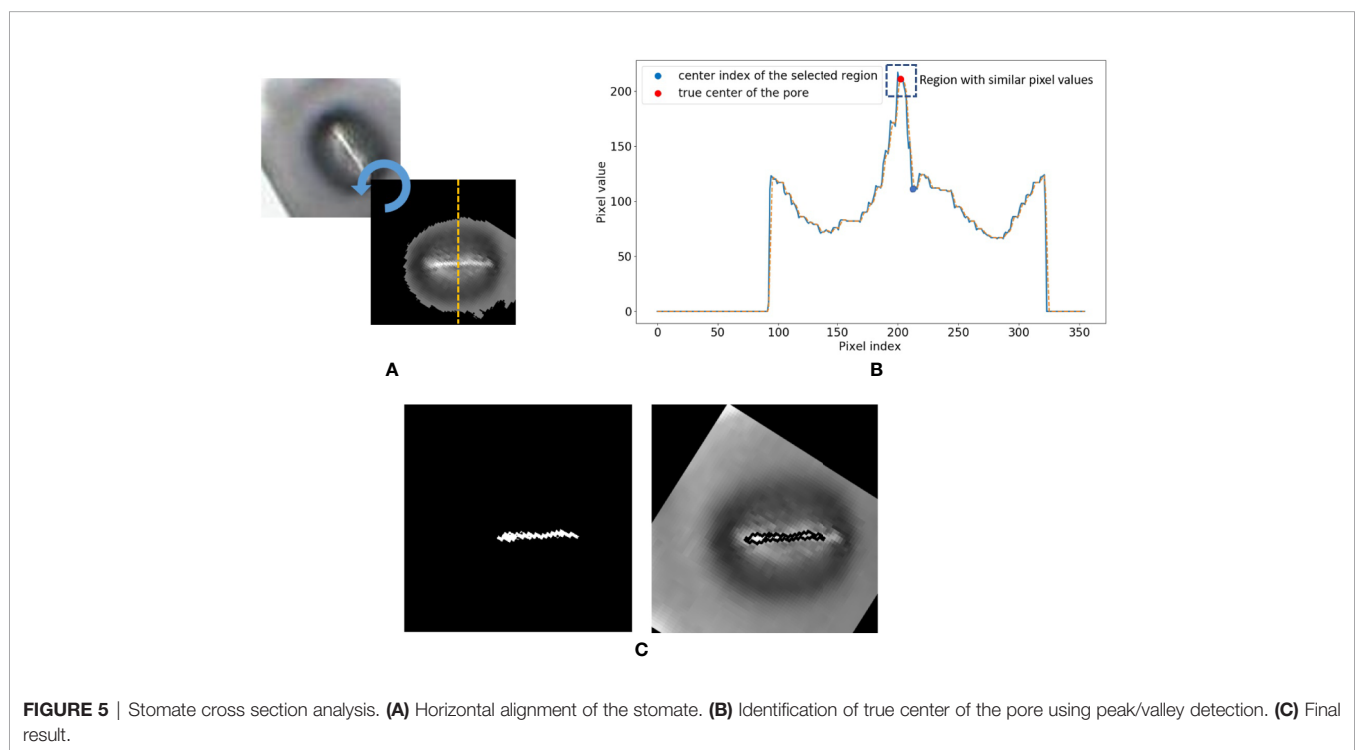 center index of the selected region
true center of the pore
Region with similar pixel values
200
150
100
50
0
Pixel value
0 50 100 150 200 250 300 350
Pixel index
A
B
C
FIGURE 5 | Stomate cross section analysis. (A) Horizontal alignment of the stomate. (B) Identification of true center of the pore using peak/valley detection. (C) Final
result.